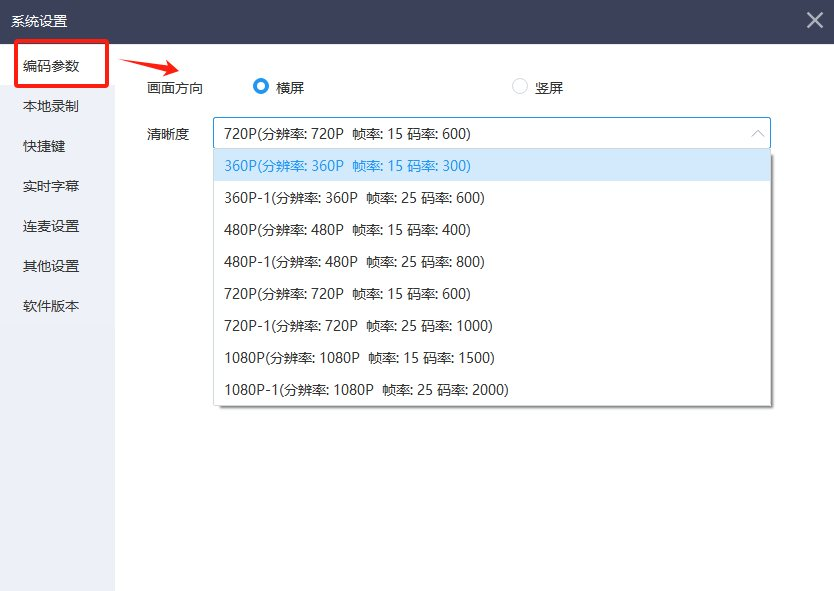 系统设置
编码参数
本地录制
快捷键
实时字幕
连麦设置
其他设置
软件版本
画面方向 横屏 竖屏
清晰度 720P(分辨率: 720P 帧率: 15 码率: 600)
360P(分辨率: 360P 帧率: 15 码率: 300)
360P-1(分辨率: 360P 帧率: 25 码率: 600)
480P(分辨率: 480P 帧率: 15 码率: 400)
480P-1(分辨率: 480P 帧率: 25 码率: 800)
720P(分辨率: 720P 帧率: 15 码率: 600)
720P-1(分辨率: 720P 帧率: 25 码率: 1000)
1080P(分辨率: 1080P 帧率: 15 码率: 1500)
1080P-1(分辨率: 1080P 帧率: 25 码率: 2000)